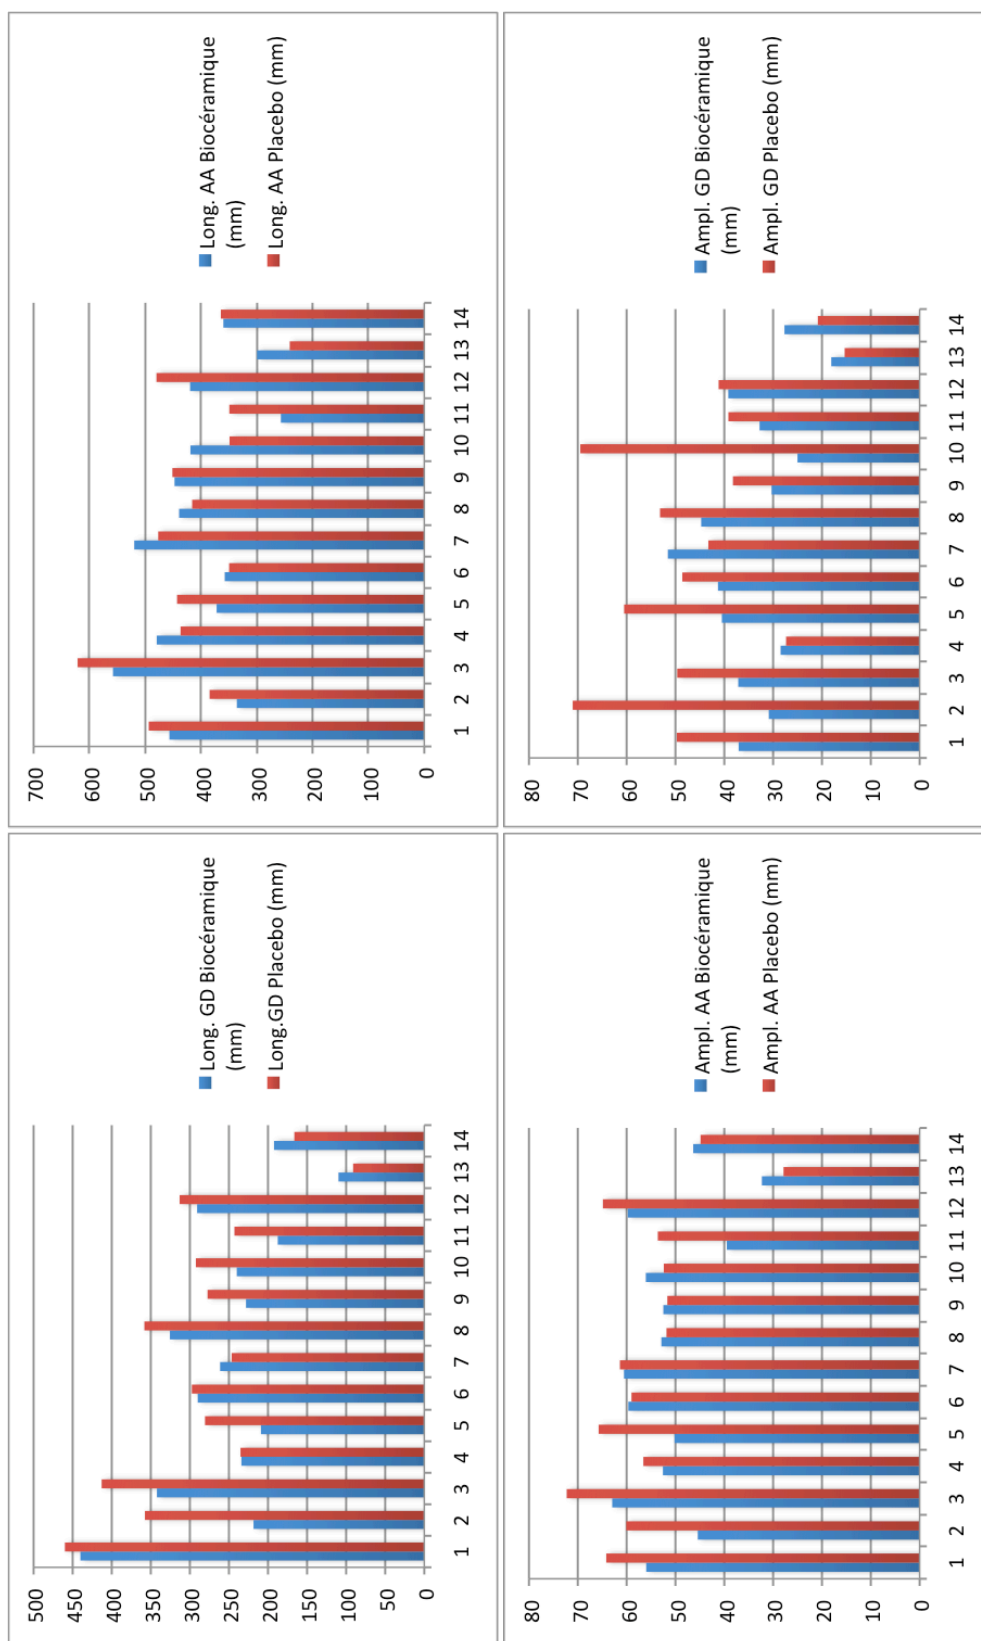 500
450
400
350
300
250
200
150
100
50
0
1 2 3 4 5 6 7 8 9 10 11 12 13 14
Long. GD Biocéramique
(mm)
Long.GD Placebo (mm)
700
600
500
400
300
200
100
0
1 2 3 4 5 6 7 8 9 10 11 12 13 14
Long. AA Biocéramique
(mm)
Long. AA Placebo (mm)
80
70
60
50
40
30
20
10
0
1 2 3 4 5 6 7 8 9 10 11 12 13 14
Ampl. AA Biocéramique
(mm)
Ampl. AA Placebo (mm)
80
70
60
50
40
30
20
10
0
1 2 3 4 5 6 7 8 9 10 11 12 13 14
Ampl. GD Biocéramique
(mm)
Ampl. GD Placebo (mm)